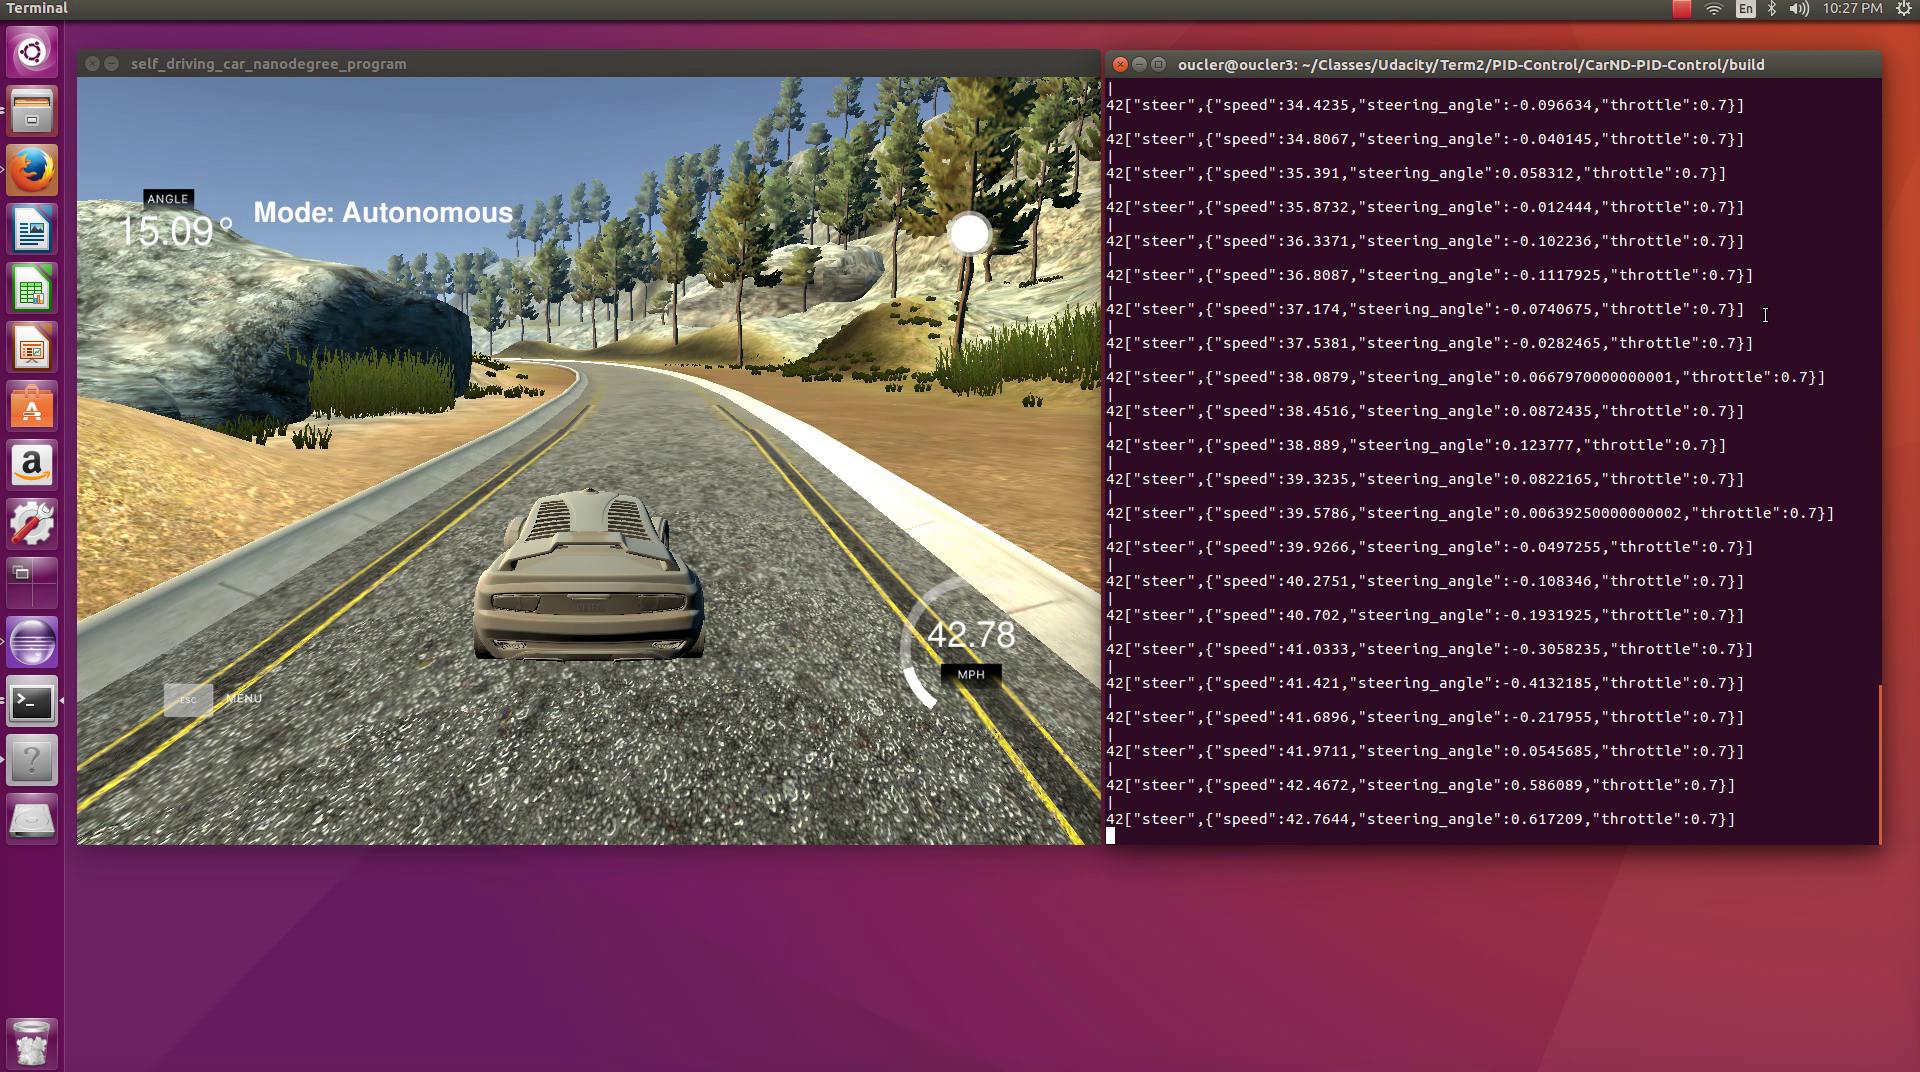 Terminal
En
10:27 PM
self_driving_car_nanodegree_program
ANGLE
15.09°
Mode: Autonomous
42.78
MPH
ESC
MENU
a
oucler@oucler3: ~/Classes/Udacity/Term2/PID-Control/CarND-PID-Control/build
|
42["steer",{"speed":34.4235,"steering_angle":-0.096634,"throttle":0.7}]
|
42["steer",{"speed":34.8067,"steering_angle":-0.040145,"throttle":0.7}]
|
42["steer",{"speed":35.391,"steering_angle":0.058312,"throttle":0.7}]
|
42["steer",{"speed":35.8732,"steering_angle":-0.012444,"throttle":0.7}]
|
42["steer",{"speed":36.3371,"steering_angle":-0.102236,"throttle":0.7}]
|
42["steer",{"speed":36.8087,"steering_angle":-0.1117925,"throttle":0.7}]
|
42["steer",{"speed":37.174,"steering_angle":-0.0740675,"throttle":0.7}]
|
42["steer",{"speed":37.5381,"steering_angle":-0.0282465,"throttle":0.7}]
|
42["steer",{"speed":38.0879,"steering_angle":0.0667970000000001,"throttle":0.7}]
|
42["steer",{"speed":38.4516,"steering_angle":0.0872435,"throttle":0.7}]
|
42["steer",{"speed":38.889,"steering_angle":0.123777,"throttle":0.7}]
|
42["steer",{"speed":39.3235,"steering_angle":0.0822165,"throttle":0.7}]
|
42["steer",{"speed":39.5786,"steering_angle":0.00639250000000002,"throttle":0.7}]
|
42["steer",{"speed":39.9266,"steering_angle":-0.0497255,"throttle":0.7}]
|
42["steer",{"speed":40.2751,"steering_angle":-0.108346,"throttle":0.7}]
|
42["steer",{"speed":40.702,"steering_angle":-0.1931925,"throttle":0.7}]
|
42["steer",{"speed":41.0333,"steering_angle":-0.3058235,"throttle":0.7}]
|
42["steer",{"speed":41.421,"steering_angle":-0.4132185,"throttle":0.7}]
|
42["steer",{"speed":41.6896,"steering_angle":-0.217955,"throttle":0.7}]
|
42["steer",{"speed":41.9711,"steering_angle":0.0545685,"throttle":0.7}]
|
42["steer",{"speed":42.4672,"steering_angle":0.586089,"throttle":0.7}]
|
42["steer",{"speed":42.7644,"steering_angle":0.617209,"throttle":0.7}]